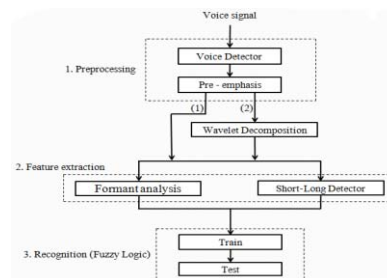 Voice signal
1. Preprocessing
Voice Detector
Pre - emphasis
(1) (2)
Wavelet Decomposition
2. Feature extraction
Formant analysis Short-Long Detector
3. Recognition (Fuzzy Logic)
Train
Test